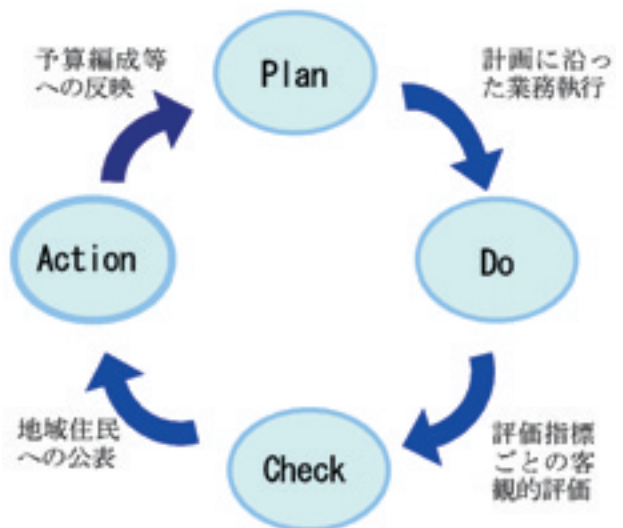 予算編成等
への反映
Plan
計画に沿っ
た業務執行
Action
Do
地域住民
への公表
Check
評価指標
ごとの客
観的評価